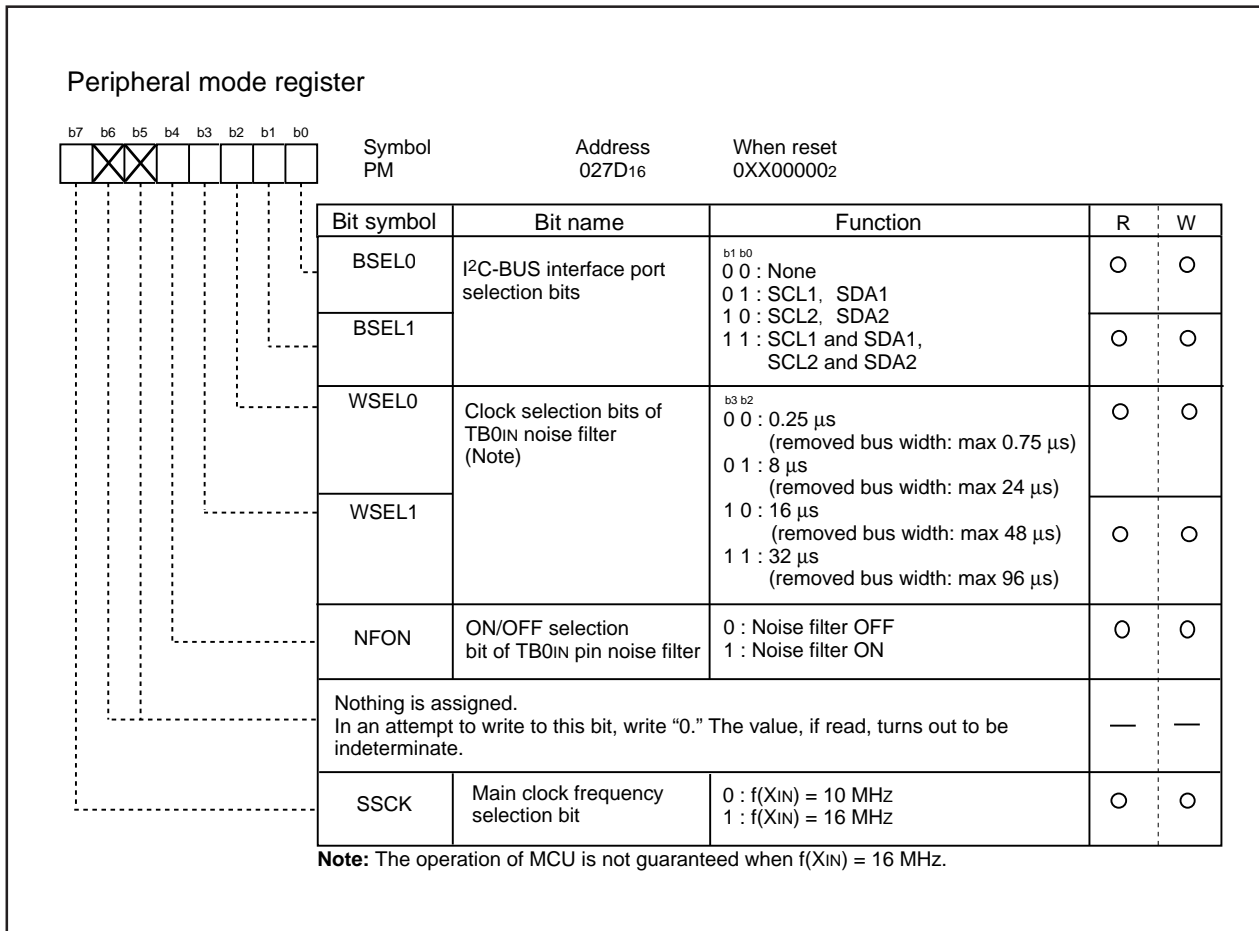 Peripheral mode register
b7 b6 b5 b4 b3 b2 b1 b0
Symbol Address When reset
PM 027D16 0XX000002
Bit symbol Bit name Function R W
BSEL0
BSEL1
I2C-BUS interface port
selection bits
b1 b0
0 0 : None
0 1 : SCL1, SDA1
1 0 : SCL2, SDA2
1 1 : SCL1 and SDA1,
SCL2 and SDA2
WSEL0
WSEL1
Clock selection bits of
TB0IN noise filter
(Note)
b3 b2
0 0 : 0.25 μs
(removed bus width: max 0.75 μs)
0 1 : 8 μs
(removed bus width: max 24 μs)
1 0 : 16 μs
(removed bus width: max 48 μs)
1 1 : 32 μs
(removed bus width: max 96 μs)
NFON
ON/OFF selection
bit of TB0IN pin noise filter
0 : Noise filter OFF
1 : Noise filter ON
Nothing is assigned.
In an attempt to write to this bit, write “0.” The value, if read, turns out to be
indeterminate.
SSCK
Main clock frequency
selection bit
0 : f(XIN) = 10 MHz
1 : f(XIN) = 16 MHz
Note: The operation of MCU is not guaranteed when f(XIN) = 16 MHz.